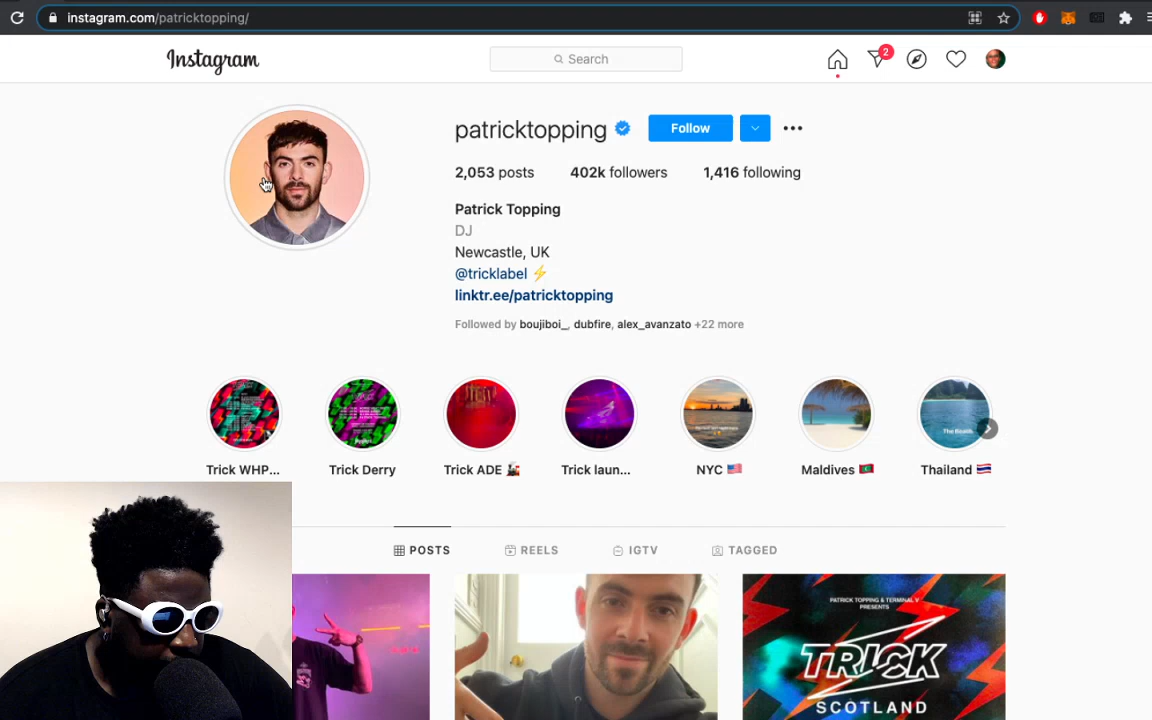 instagram.com/patricktopping/
Instagram
Search
2
patricktopping
Follow
2,053 posts 402k followers 1,416 following
Patrick Topping
DJ
Newcastle, UK
@tricklabel ⚡
linktr.ee/patricktopping
Followed by boujiboi_, dubfire, alex_avanzato +22 more
The Beach
Trick WHP... Trick Derry Trick ADE 🚂 Trick laun... NYC 🇺🇸 Maldives 🇲🇻 Thailand 🇹🇭
POSTS REELS IGTV TAGGED
PATRICK TOPPING & TERMINAL V
PRESENTS
TRICK
SCOTLAND